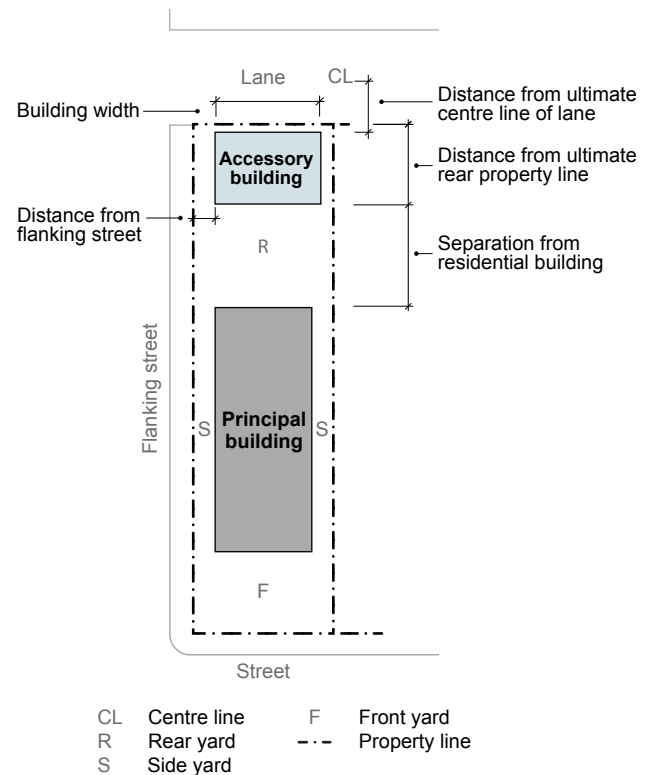 Lane
CL
Building width
Distance from ultimate
centre line of lane
Accessory
building
Distance from ultimate
rear property line
Distance from
flanking street
R
Separation from
residential building
Flanking street
S
Principal
building
S
F
Street
CL Centre line
R Rear yard
S Side yard
F Front yard
Property line